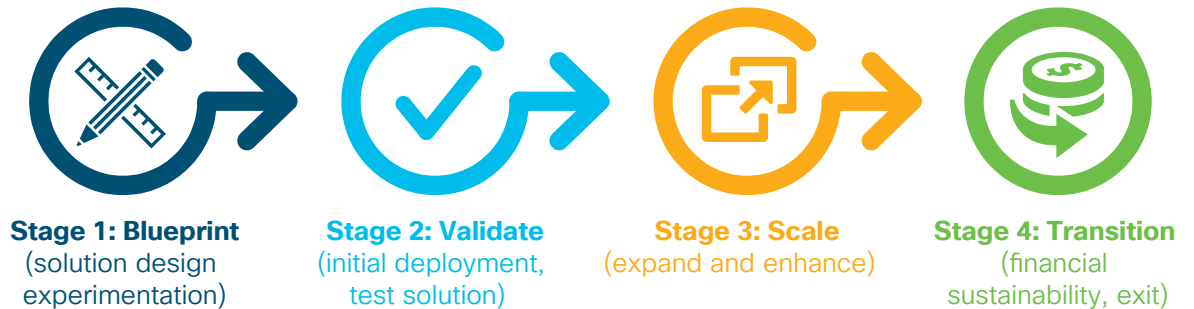 $
Stage 1: Blueprint
(solution design
experimentation)
Stage 2: Validate
(initial deployment,
test solution)
Stage 3: Scale
(expand and enhance)
Stage 4: Transition
(financial
sustainability, exit)